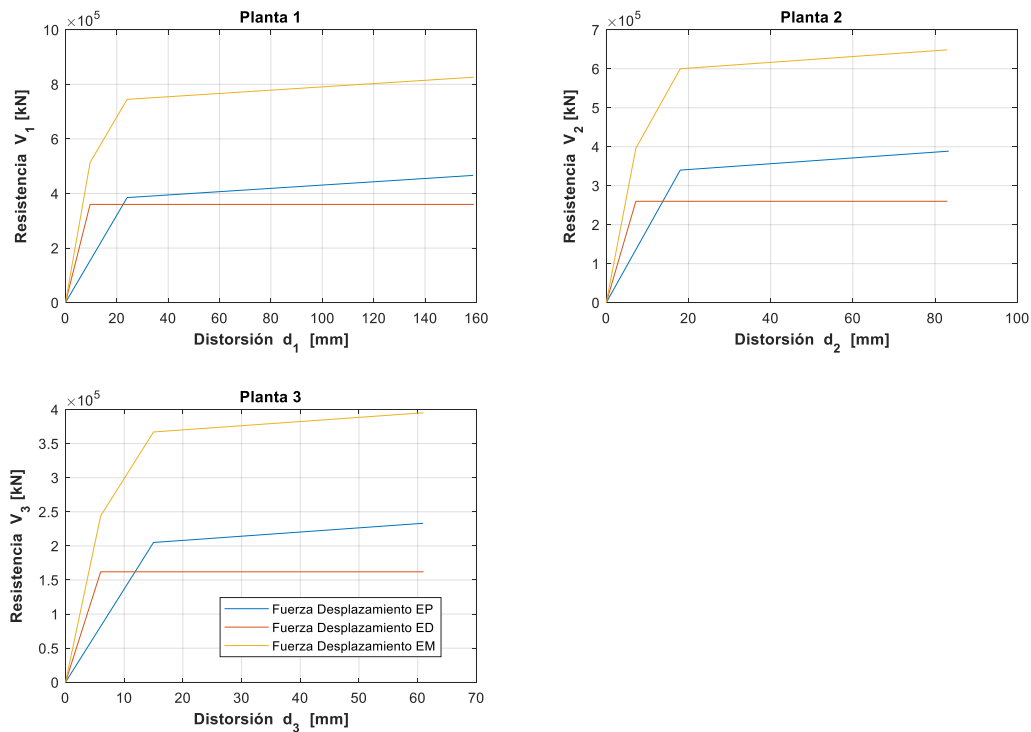 Planta 1
×10^5
10
8
6
4
2
0
0 20 40 60 80 100 120 140 160
Resistencia V_1 [kN]
Distorsión d_1 [mm]
Planta 2
×10^5
7
6
5
4
3
2
1
0
0 20 40 60 80 100
Resistencia V_2 [kN]
Distorsión d_2 [mm]
Planta 3
×10^5
4
3.5
3
2.5
2
1.5
1
0.5
0
0 10 20 30 40 50 60 70
Resistencia V_3 [kN]
Distorsión d_3 [mm]
Fuerza Desplazamiento EP
Fuerza Desplazamiento ED
Fuerza Desplazamiento EM